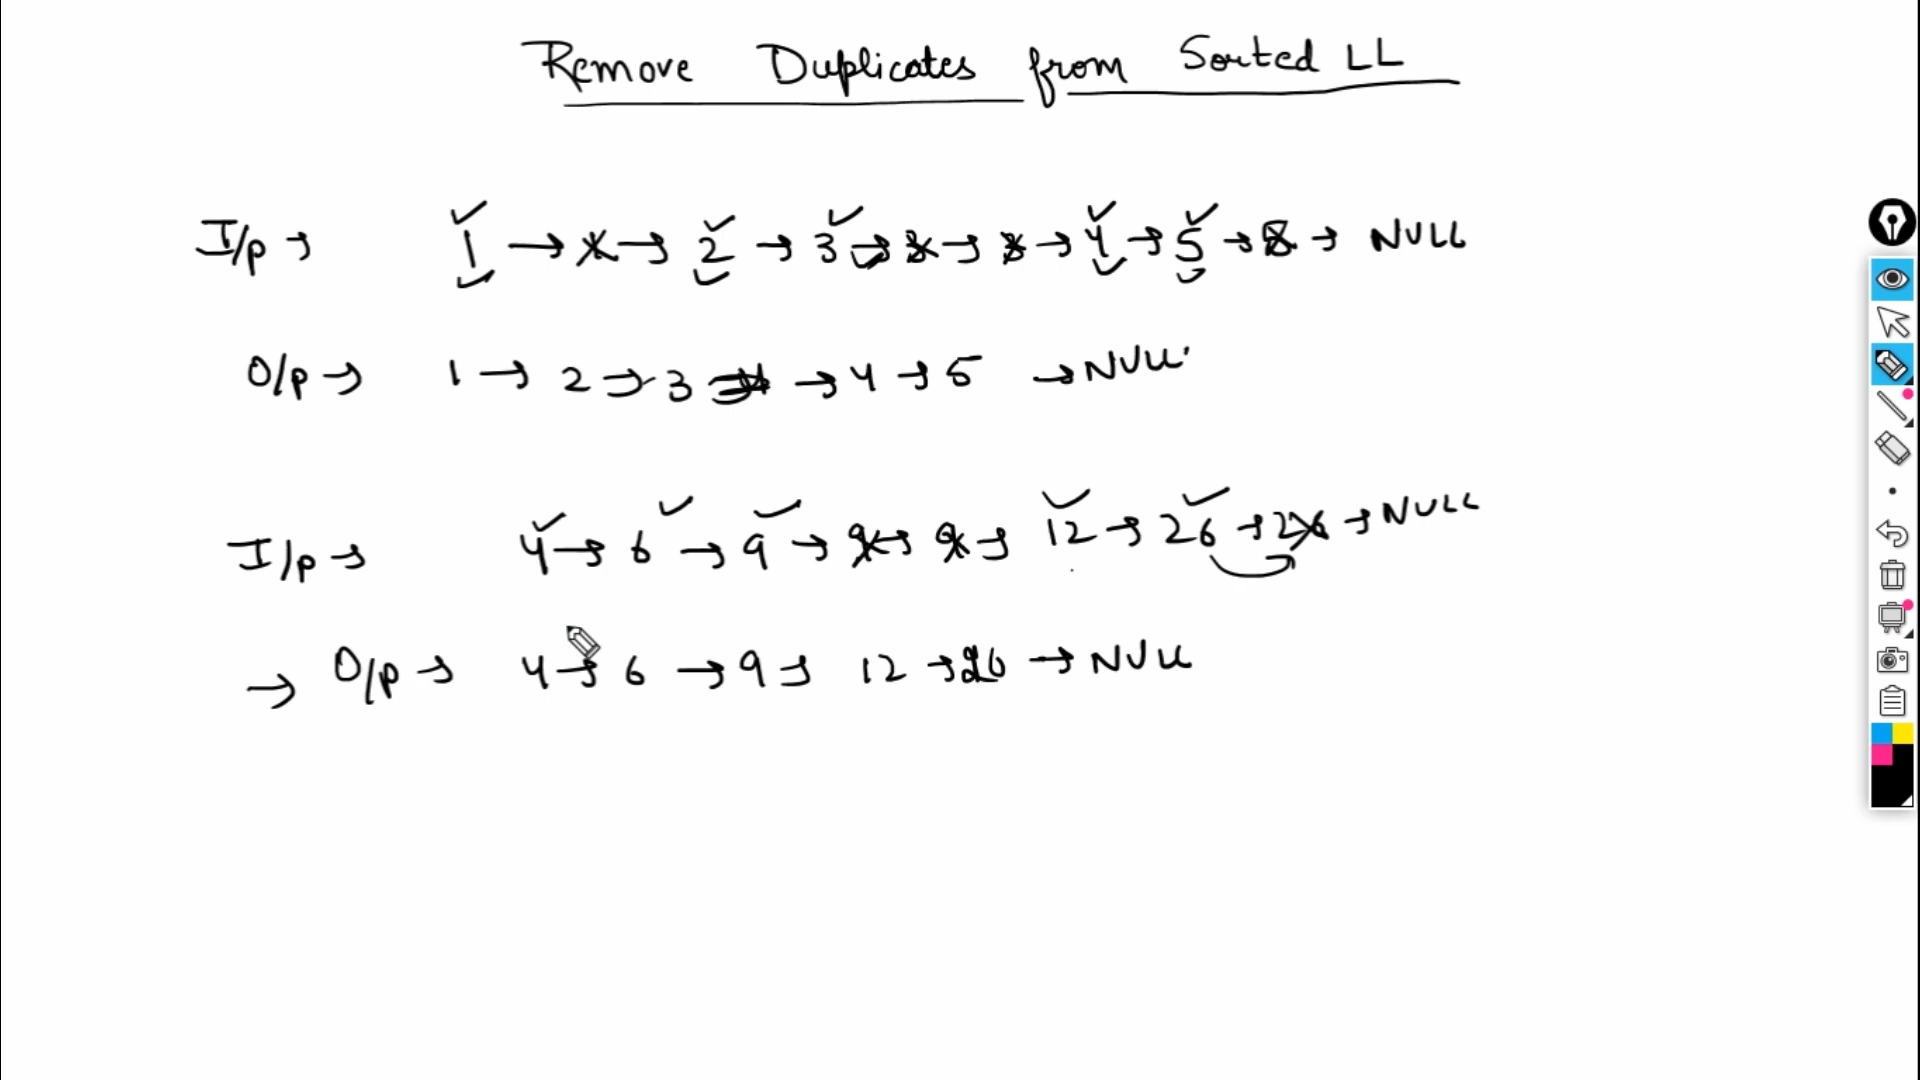 Remove Duplicates from Sorted LL
I/p → 1 → 1 → 2 → 3 → 3 → 3 → 4 → 5 → 5 → NULL
O/p → 1 → 2 → 3 → 4 → 5 → NULL
I/p → 4 → 6 → 9 → 9 → 9 → 12 → 26 → 26 → NULL
→ O/p → 4 → 6 → 9 → 12 → 26 → NULL